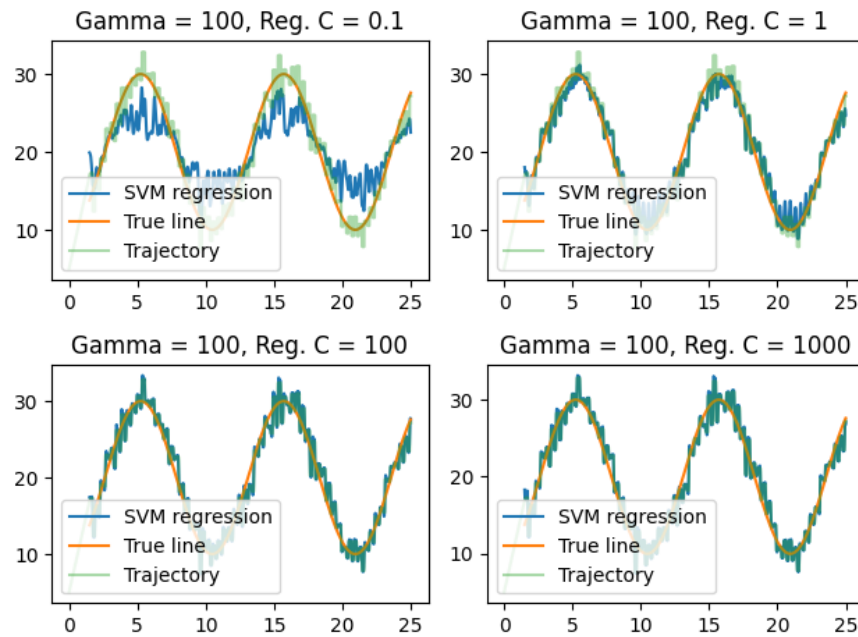 Gamma = 100, Reg. C = 0.1
30
20
10
SVM regression
True line
Trajectory
0 5 10 15 20 25
Gamma = 100, Reg. C = 1
30
20
10
SVM regression
True line
Trajectory
0 5 10 15 20 25
Gamma = 100, Reg. C = 100
30
20
10
SVM regression
True line
Trajectory
0 5 10 15 20 25
Gamma = 100, Reg. C = 1000
30
20
10
SVM regression
True line
Trajectory
0 5 10 15 20 25